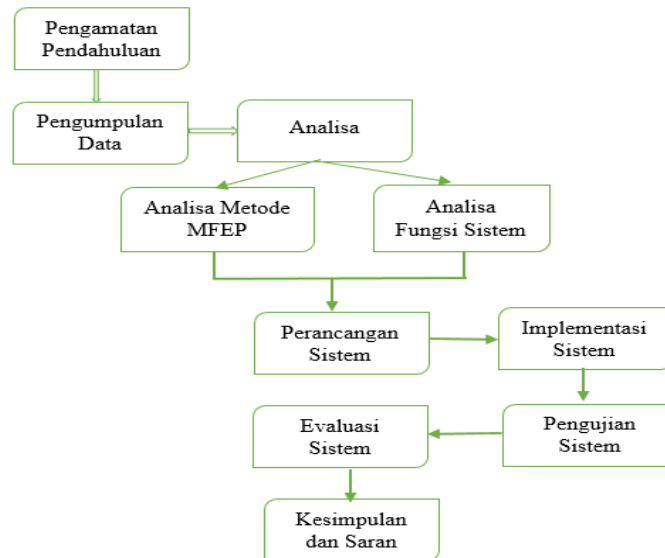 Pengamatan
Pendahuluan
Pengumpulan
Data
Analisa
Analisa Metode
MFEP
Analisa
Fungsi Sistem
Perancangan
Sistem
Implementasi
Sistem
Pengujian
Sistem
Evaluasi
Sistem
Kesimpulan
dan Saran